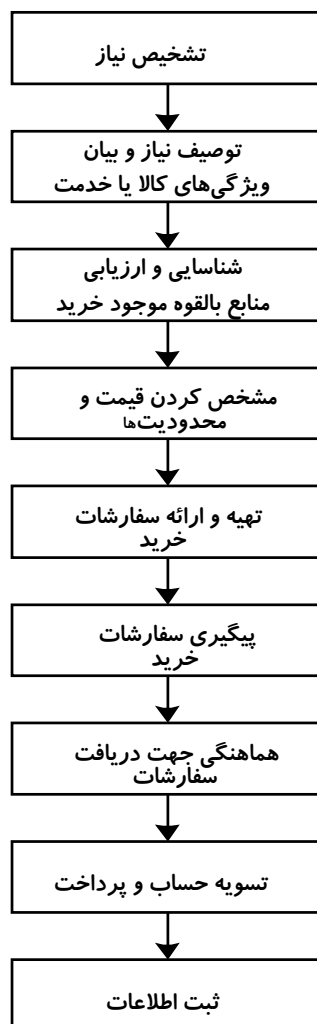 تشخیص نیاز
توصیف نیاز و بیان
ویژگی‌های کالا یا خدمت
شناسایی و ارزیابی
منابع بالقوه موجود خرید
مشخص کردن قیمت و
محدودیت‌ها
تهیه و ارائه سفارشات
خرید
پیگیری سفارشات
خرید
هماهنگی جهت دریافت
سفارشات
تسویه حساب و پرداخت
ثبت اطلاعات